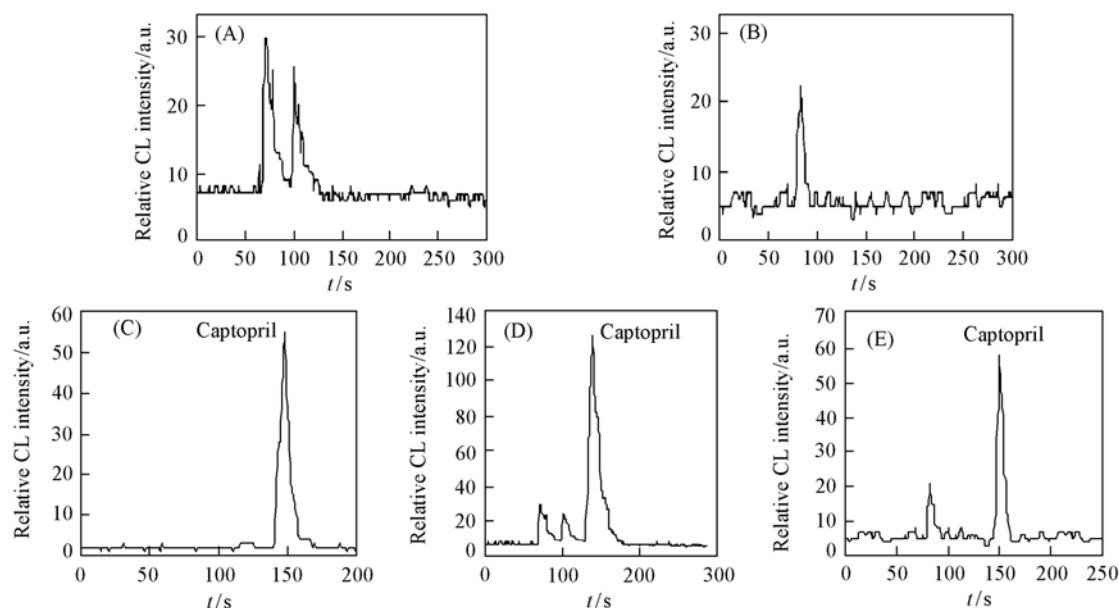 (A)
Relative CL intensity/a.u.
30
20
10
0
0 50 100 150 200 250 300
t/s
(B)
Relative CL intensity/a.u.
30
20
10
0
0 50 100 150 200 250 300
t/s
(C)
Captopril
Relative CL intensity/a.u.
60
50
40
30
20
10
0
0 50 100 150 200
t/s
(D)
Captopril
Relative CL intensity/a.u.
140
120
100
80
60
40
20
0
0 100 200 300
t/s
(E)
Captopril
Relative CL intensity/a.u.
70
60
50
40
30
20
10
0
0 50 100 150 200 250
t/s